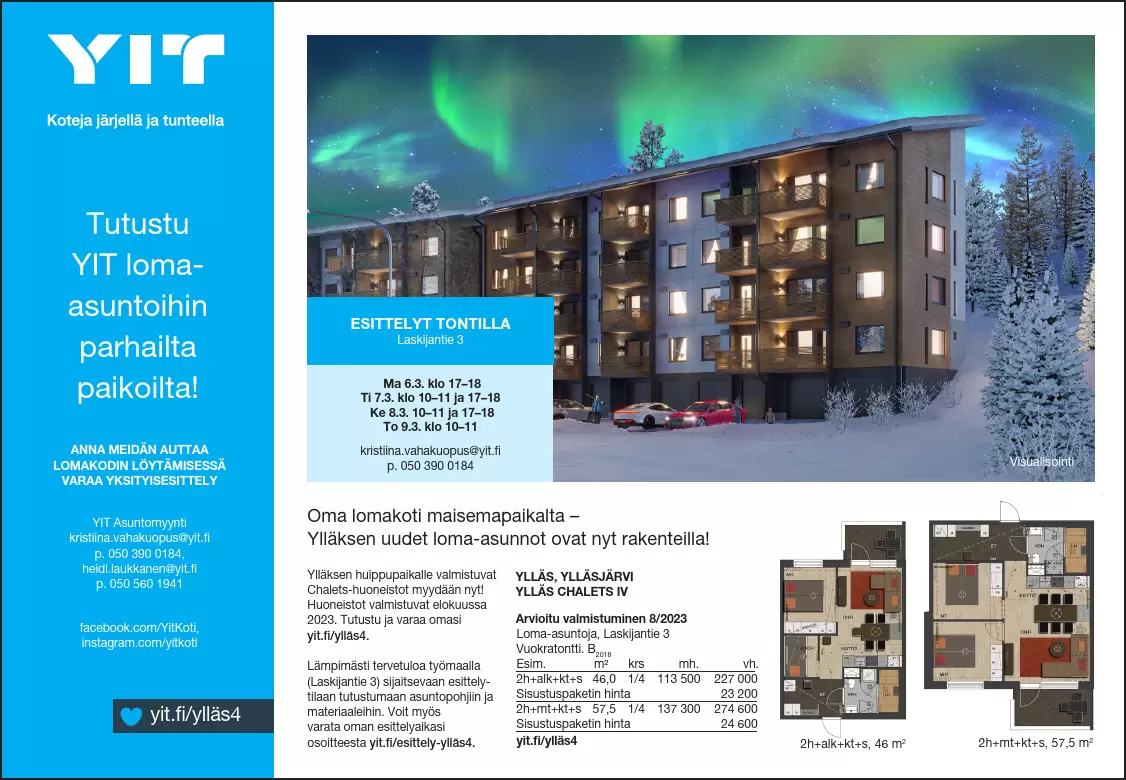 YIT
Koteja järjellä ja tunteella
Tutustu
YIT loma-
asuntoihin
parhailta
paikoilta!
ANNA MEIDÄN AUTTAA
LOMAKODIN LÖYTÄMISESSÄ
VARAA YKSITYISESITTELY
YIT Asuntomyynti
kristiina.vahakuopus@yit.fi
p. 050 390 0184,
heidi.laukkanen@yit.fi
p. 050 560 1941
facebook.com/YitKoti,
instagram.com/yitkoti
yit.fi/ylläs4
ESITTELYT TONTILLA
Laskijantie 3
Ma 6.3. klo 17–18
Ti 7.3. klo 10–11 ja 17–18
Ke 8.3. 10–11 ja 17–18
To 9.3. klo 10–11
kristiina.vahakuopus@yit.fi
p. 050 390 0184
Visualisointi
Oma lomakoti maisemapaikalta –
Ylläksen uudet loma-asunnot ovat nyt rakenteilla!
Ylläksen huippupaikalle valmistuvat
Chalets-huoneistot myydään nyt!
Huoneistot valmistuvat elokuussa
2023. Tutustu ja varaa omasi
yit.fi/ylläs4.
Lämpimästi tervetuloa työmaalla
(Laskijantie 3) sijaitsevaan esittely-
tilaan tutustumaan asuntopohjiin ja
materiaaleihin. Voit myös
varata oman esittelyaikasi
osoitteesta yit.fi/esittely-ylläs4.
YLLÄS, YLLÄSJÄRVI
YLLÄS CHALETS IV
Arvioitu valmistuminen 8/2023
Loma-asuntoja, Laskijantie 3
Vuokratontti. B2018
Esim. m² krs mh. vh.
2h+alk+kt+s 46,0 1/4 113 500 227 000
Sisustuspaketin hinta 23 200
2h+mt+kt+s 57,5 1/4 137 300 274 600
Sisustuspaketin hinta 24 600
yit.fi/ylläs4
2h+alk+kt+s, 46 m²
2h+mt+kt+s, 57,5 m²